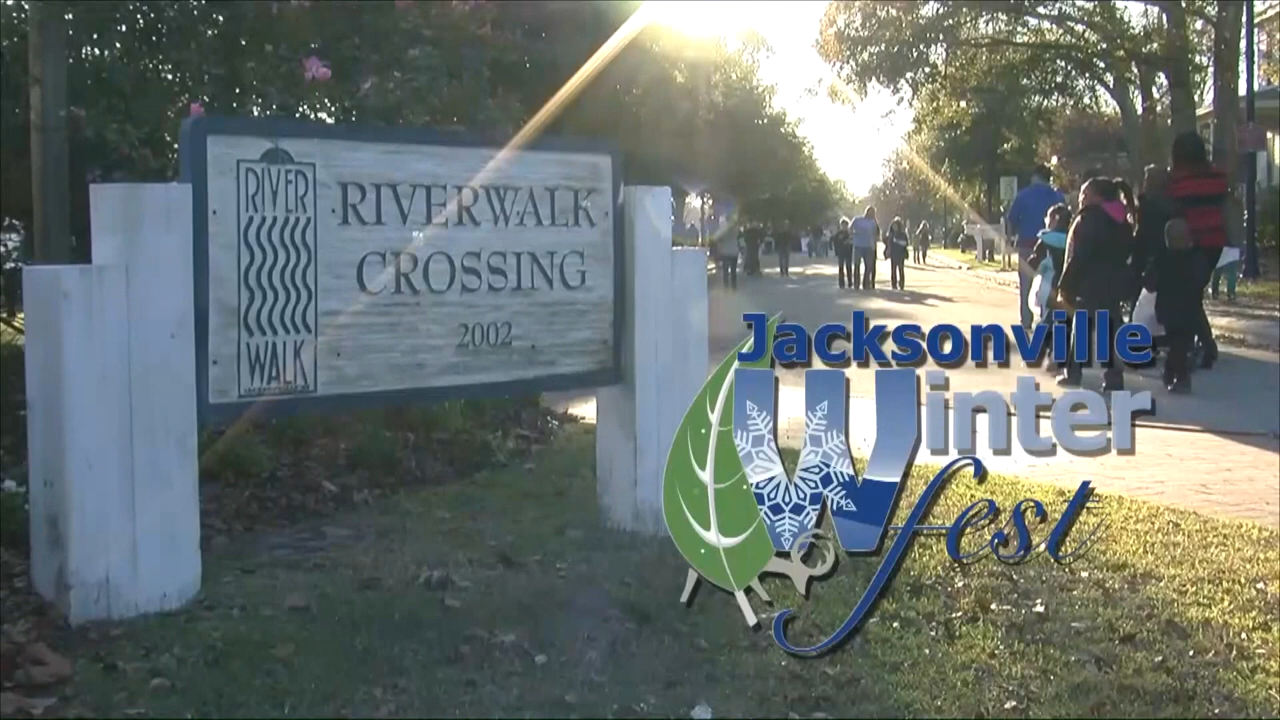 RIVER
WALK
RIVERWALK
CROSSING
2002
Jacksonville
Winter
fest